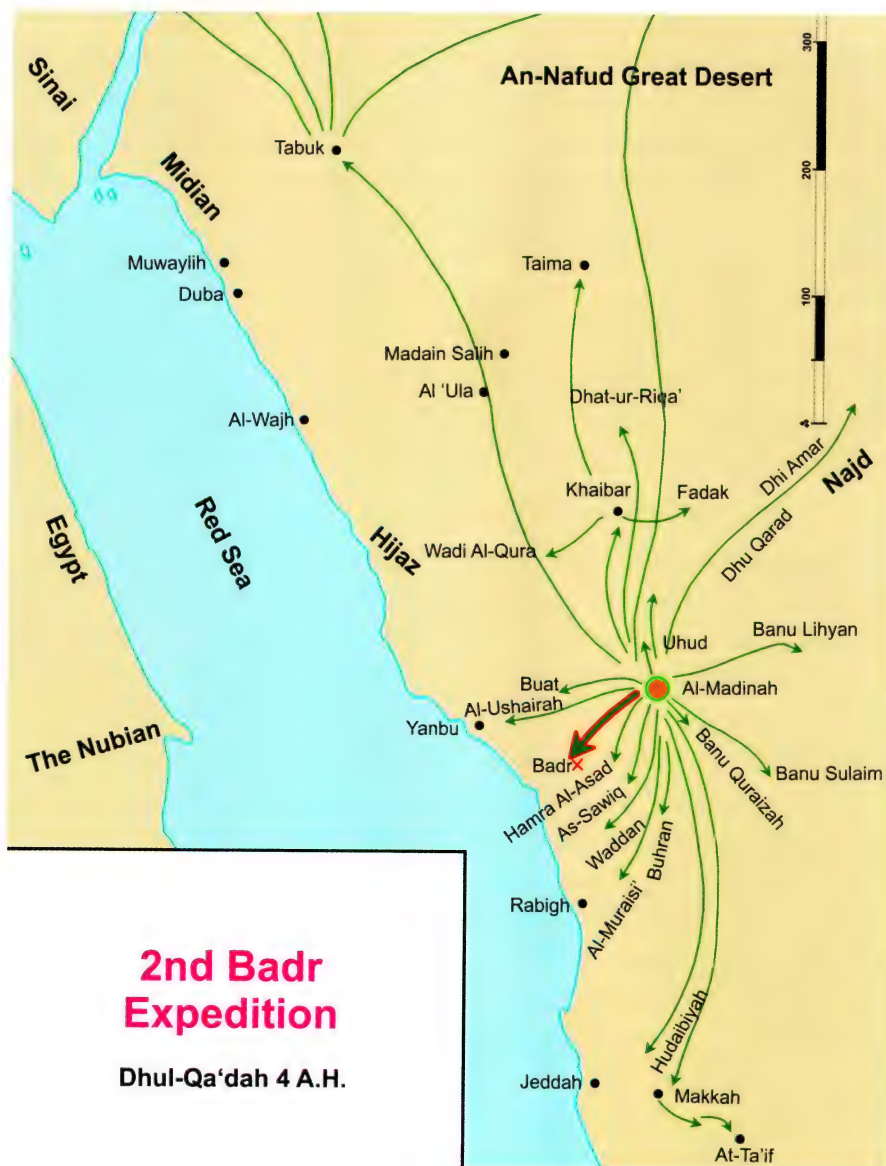 300
An-Nafud Great Desert
Sinai
Tabuk
200
Midian
Muwaylih
Taima
Duba
100
Madain Salih
Al ‘Ula
Dhat-ur-Riqa’
Al-Wajh
Dhi Amar
Najd
Khaibar
Fadak
Red Sea
Egypt
Hijaz
Wadi Al-Qura
Dhu Qarad
Uhud
Banu Lihyan
Buat
Al-Madinah
Al-Ushairah
Yanbu
The Nubian
Badr
Hamra Al-Asad
Banu Quraizah
Banu Sulaim
As-Sawiq
Waddan
Buhran
Al-Muraisi’
Rabigh
2nd Badr
Expedition
Dhul-Qa‘dah 4 A.H.
Hudaibiyah
Jeddah
Makkah
At-Ta’if